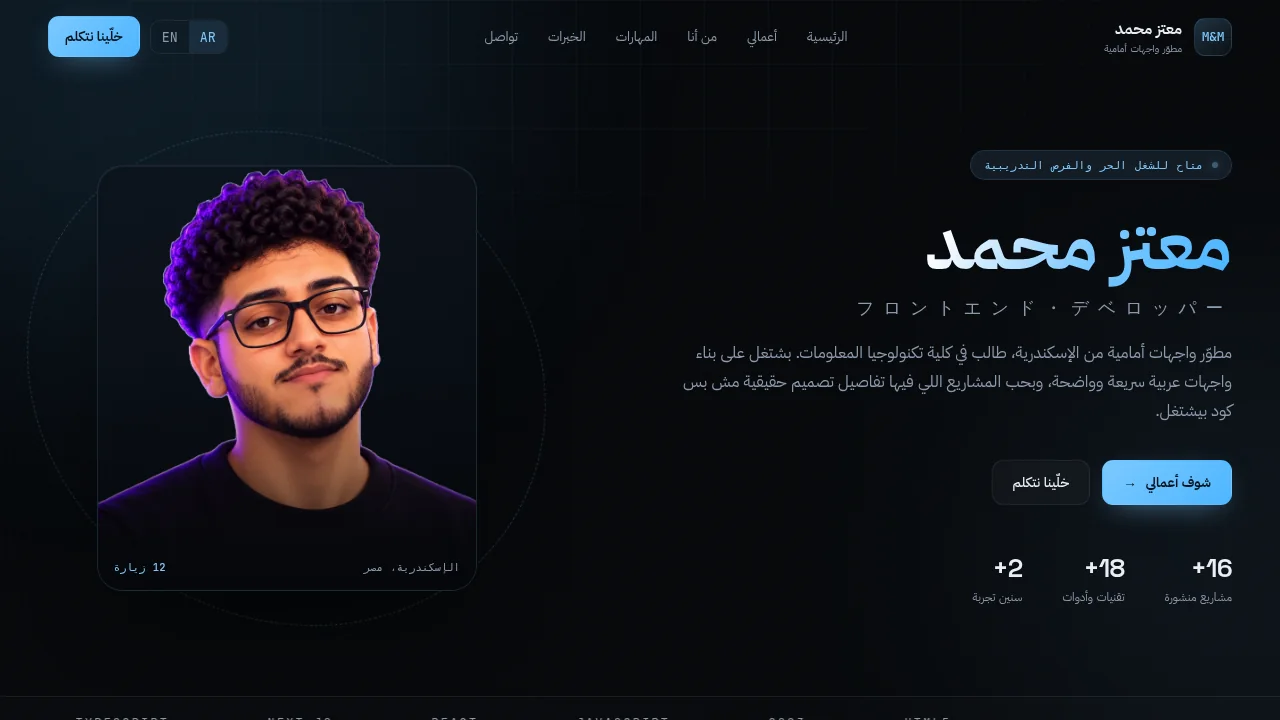 M&M
معتز محمد
مطوّر واجهات أمامية
الرئيسية
أعمالي
من أنا
المهارات
الخبرات
تواصل
AR
EN
خلّينا نتكلم
متاح للشغل الحر والفرص التدريبية
معتز محمد
フロントエンド・デベロッパー
مطوّر واجهات أمامية من الإسكندرية، طالب في كلية تكنولوجيا المعلومات. بشتغل على بناء
واجهات عربية سريعة وواضحة، وبحب المشاريع اللي فيها تفاصيل تصميم حقيقية مش بس
كود بيشتغل.
شوف أعمالي →
خلّينا نتكلم
+16
مشاريع منشورة
+18
تقنيات وأدوات
+2
سنين تجربة
الإسكندرية، مصر
12 زيارة